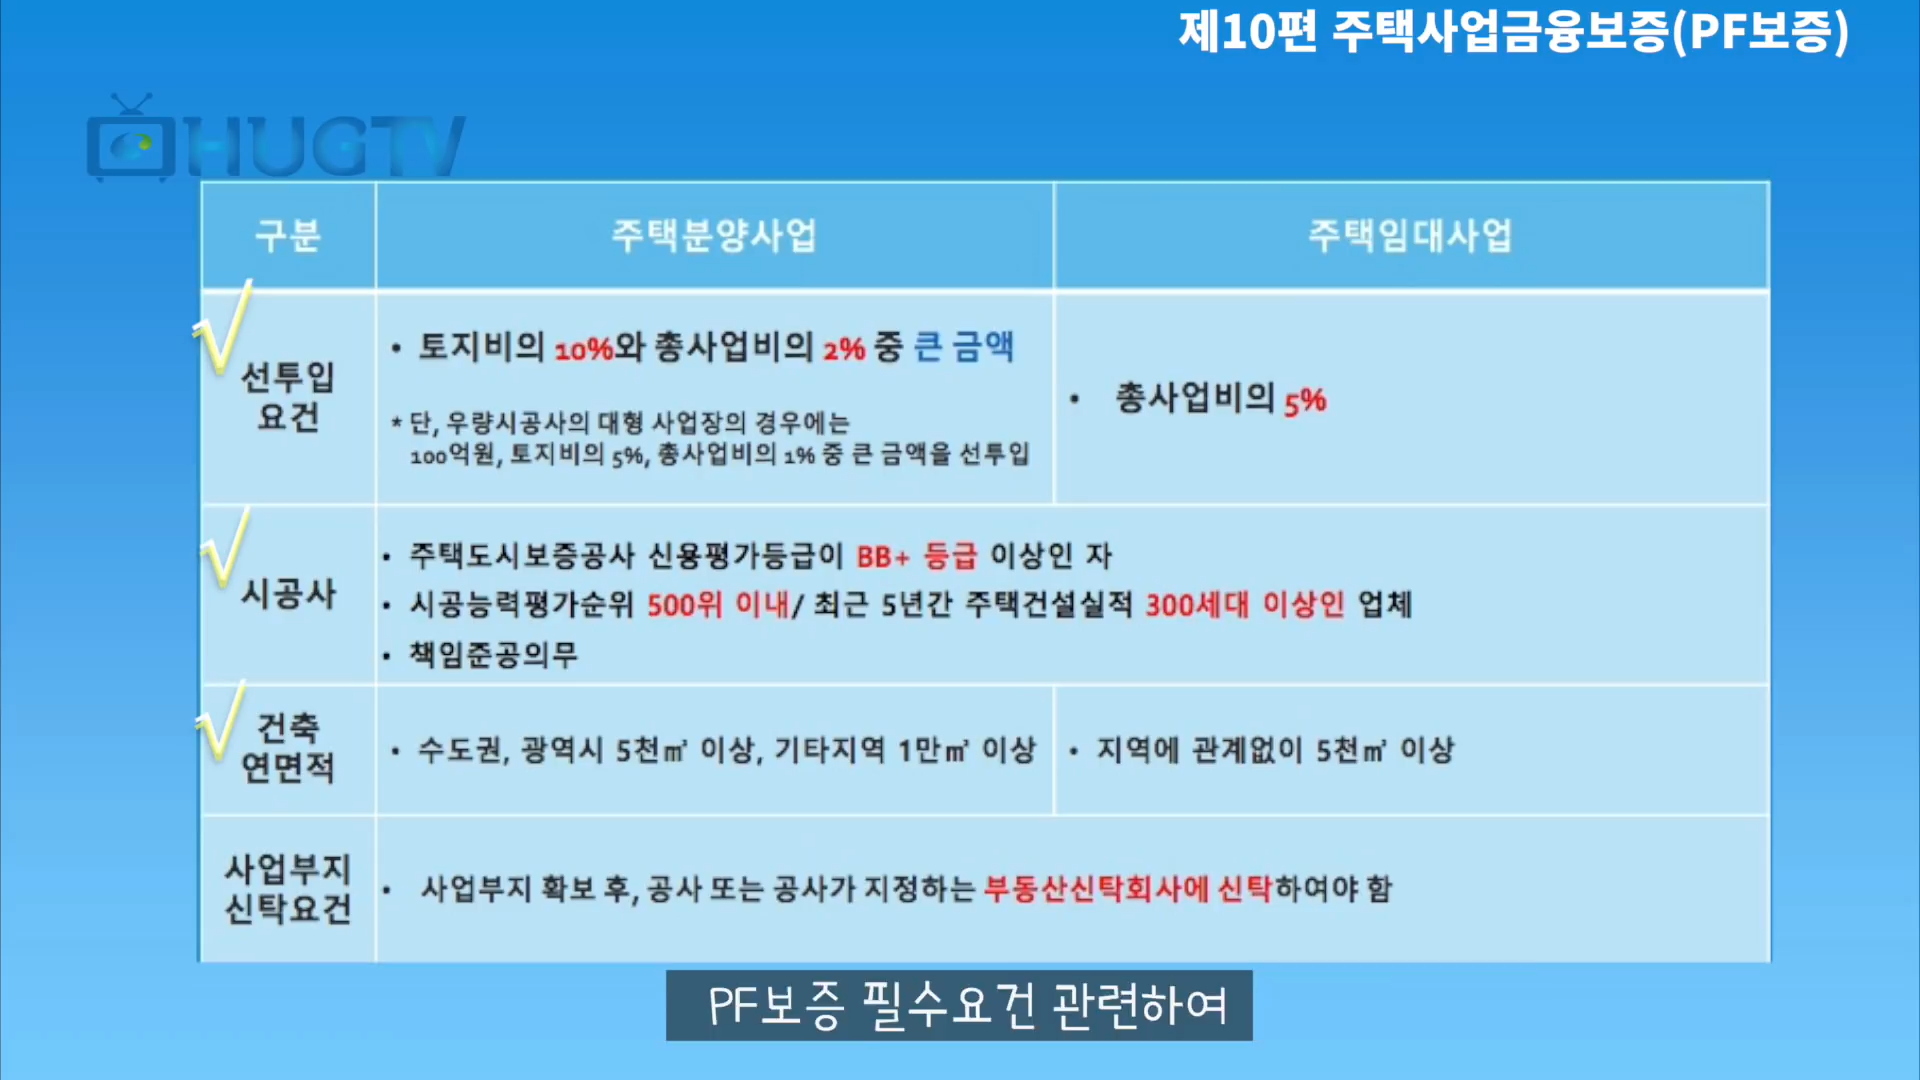 제10편 주택사업금융보증(PF보증)
HUGTV
구분
주택분양사업
주택임대사업
선투입
요건
• 토지비의 10%와 총사업비의 2% 중 큰 금액
* 단, 우량시공사의 대형 사업장의 경우에는
100억원, 토지비의 5%, 총사업비의 1% 중 큰 금액을 선투입
• 총사업비의 5%
시공사
• 주택도시보증공사 신용평가등급이 BB+ 등급 이상인 자
• 시공능력평가순위 500위 이내/ 최근 5년간 주택건설실적 300세대 이상인 업체
• 책임준공의무
건축
연면적
• 수도권, 광역시 5천㎡ 이상, 기타지역 1만㎡ 이상
• 지역에 관계없이 5천㎡ 이상
사업부지
신탁요건
• 사업부지 확보 후, 공사 또는 공사가 지정하는 부동산신탁회사에 신탁하여야 함
PF보증 필수요건 관련하여